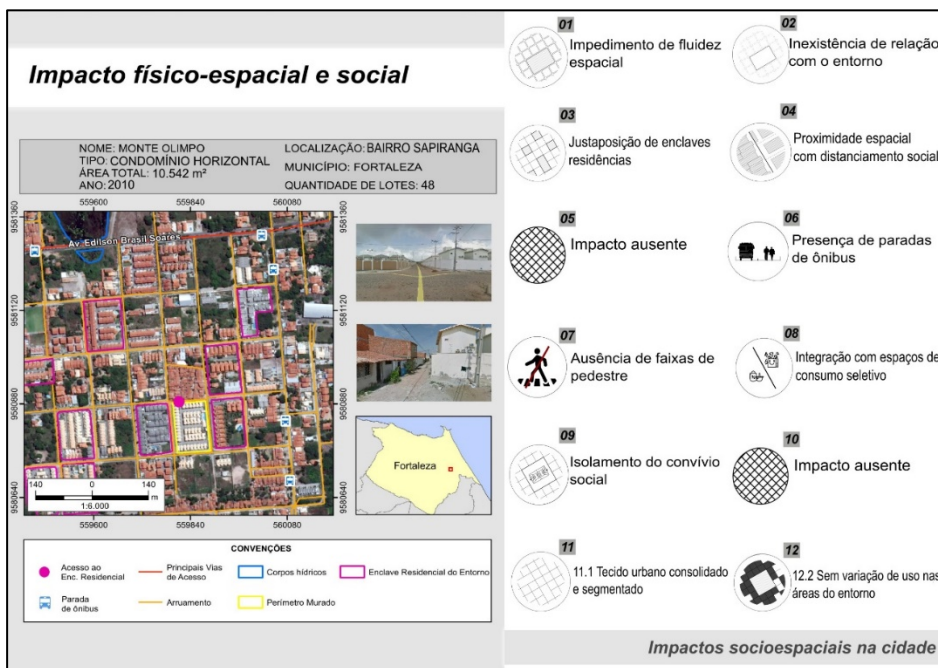 Impacto físico-espacial e social
NOME: MONTE OLIMPO
TIPO: CONDOMÍNIO HORIZONTAL
ÁREA TOTAL: 10.542 m²
ANO: 2010
LOCALIZAÇÃO: BAIRRO SAPIRANGA
MUNICÍPIO: FORTALEZA
QUANTIDADE DE LOTES: 48
559600 559840 560080
9581360
9581120
9580880
9580640
9581360
9581120
9580880
9580640
Av. Edilson Brasil Soares
140 0 140
m
1:6.000
559600 559840 560080
Fortaleza
CONVENÇÕES
Acesso ao
Enc. Residencial
Principais Vias
de Acesso
Corpos hídricos
Enclave Residencial do Entorno
Parada
de ônibus
Arruamento
Perímetro Murado
01
Impedimento de fluidez
espacial
02
Inexistência de relação
com o entorno
03
Justaposição de enclaves
residências
04
Proximidade espacial
com distanciamento social
05
Impacto ausente
06
Presença de paradas
de ônibus
07
Ausência de faixas de
pedestre
08
Integração com espaços de
consumo seletivo
09
Isolamento do convívio
social
10
Impacto ausente
11
11.1 Tecido urbano consolidado
e segmentado
12
12.2 Sem variação de uso nas
áreas do entorno
Impactos socioespaciais na cidade